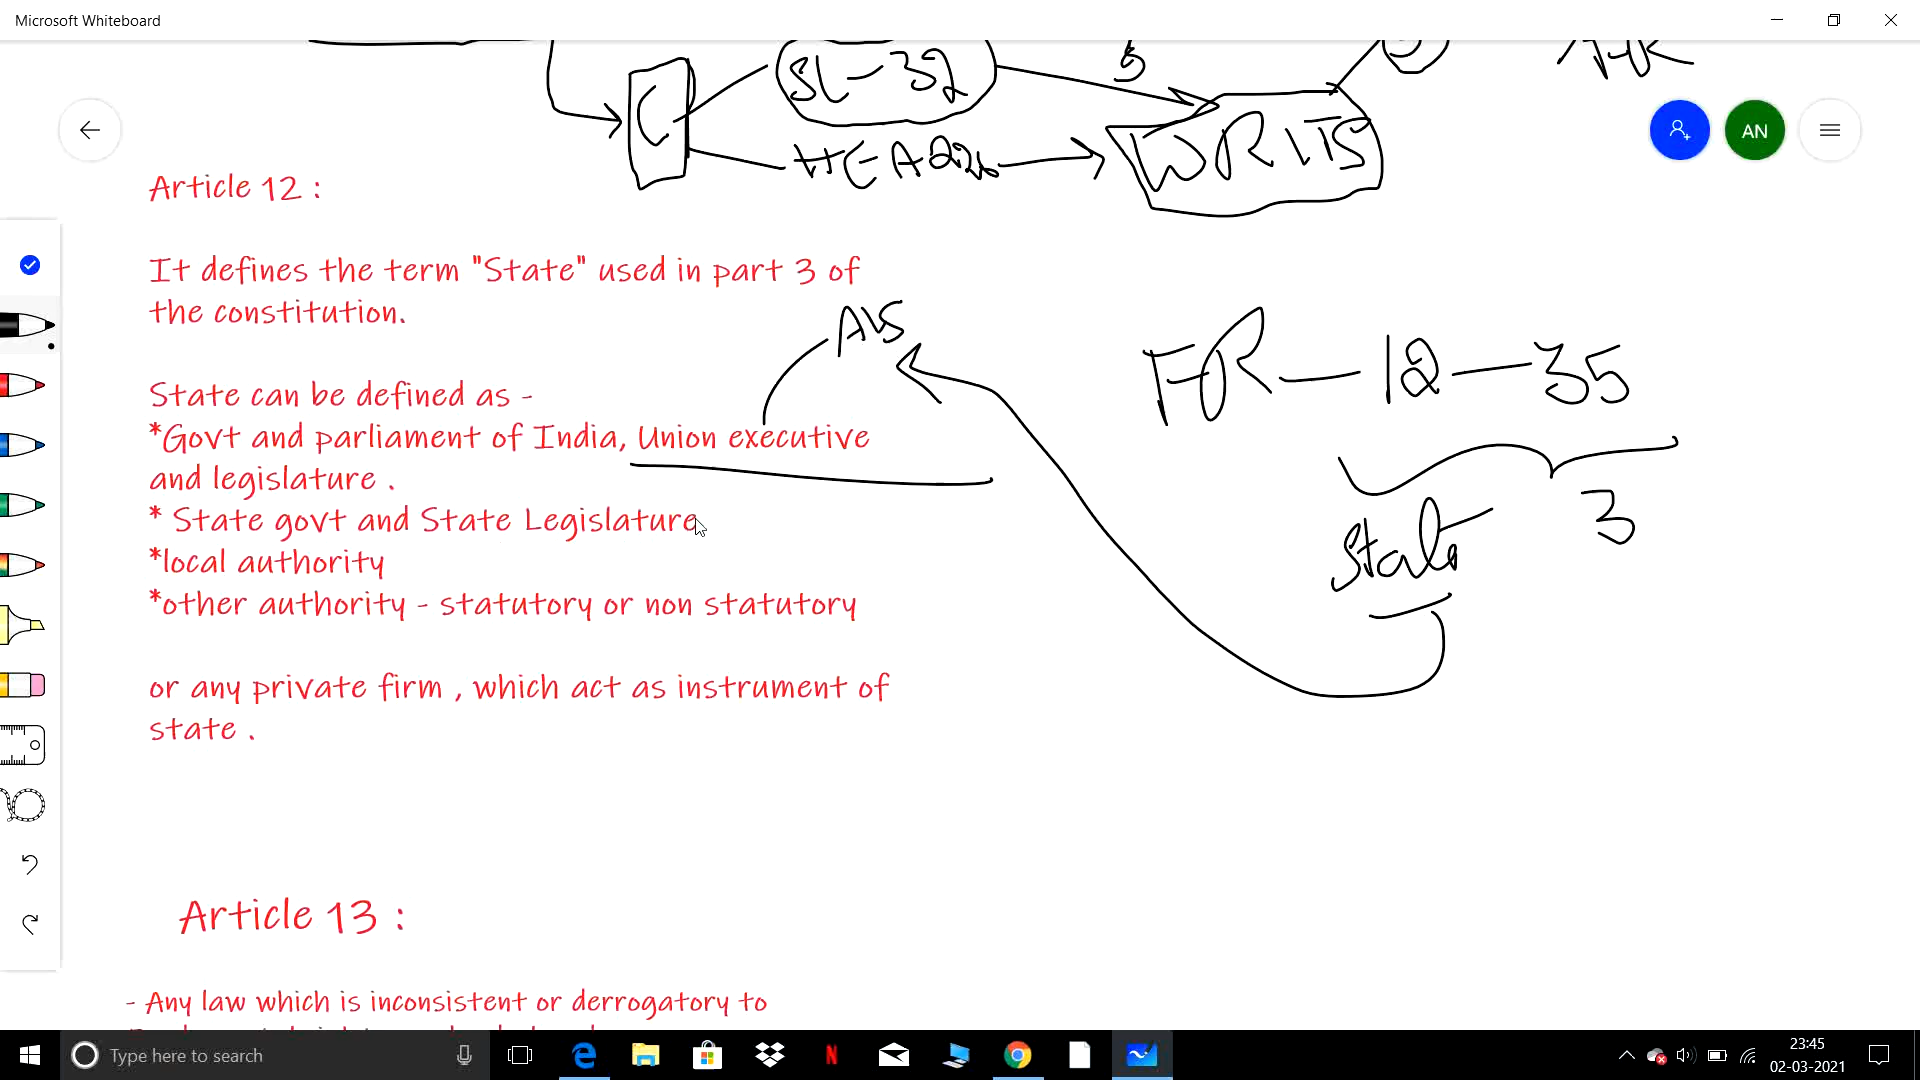 Microsoft Whiteboard
C
32
WRITS
AN
Article 12 :
It defines the term "State" used in part 3 of
the constitution.
State can be defined as -
*Govt and parliament of India, Union executive
and legislature .
* State govt and State Legislature
*local authority
*other authority - statutory or non statutory
or any private firm , which act as instrument of
state .
FR - 12 - 35
State
3
Article 13 :
- Any law which is inconsistent or derrogatory to
Type here to search
23:45
02-03-2021